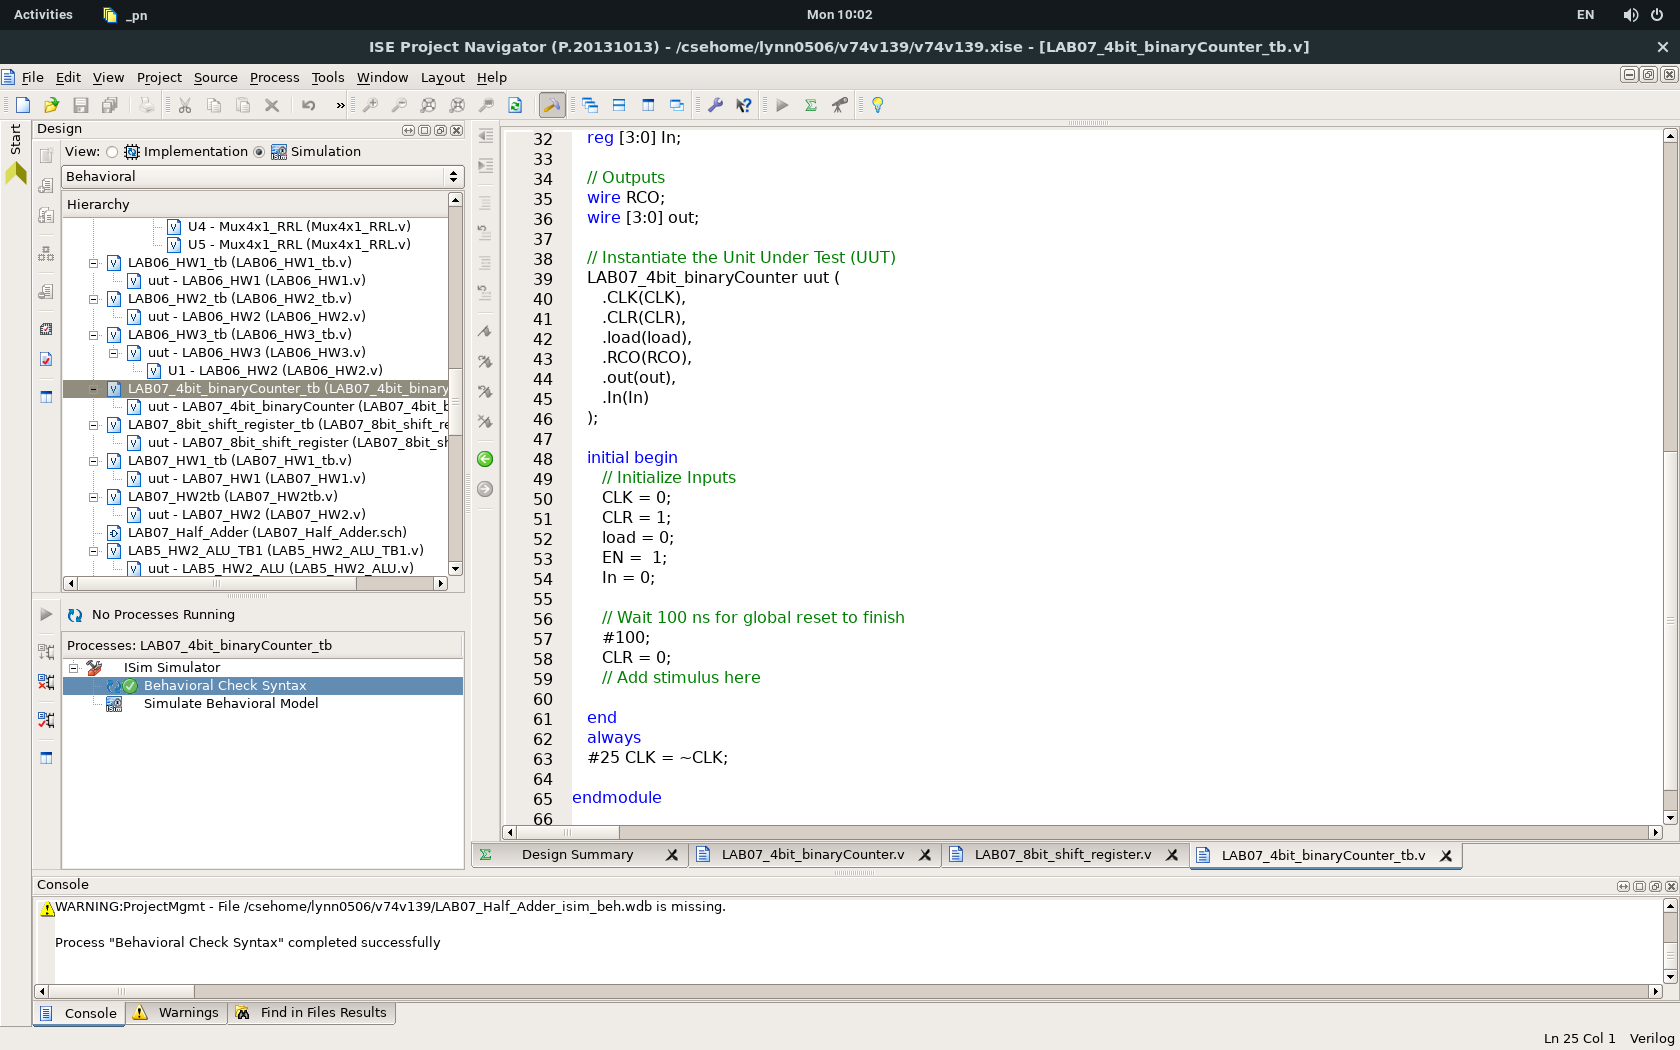 Activities _pn Mon 10:02 EN
ISE Project Navigator (P.20131013) - /csehome/lynn0506/v74v139/v74v139.xise - [LAB07_4bit_binaryCounter_tb.v]
File Edit View Project Source Process Tools Window Layout Help
Start
Design
View: Implementation Simulation
Behavioral
Hierarchy
U4 - Mux4x1_RRL (Mux4x1_RRL.v)
U5 - Mux4x1_RRL (Mux4x1_RRL.v)
LAB06_HW1_tb (LAB06_HW1_tb.v)
uut - LAB06_HW1 (LAB06_HW1.v)
LAB06_HW2_tb (LAB06_HW2_tb.v)
uut - LAB06_HW2 (LAB06_HW2.v)
LAB06_HW3_tb (LAB06_HW3_tb.v)
uut - LAB06_HW3 (LAB06_HW3.v)
U1 - LAB06_HW2 (LAB06_HW2.v)
LAB07_4bit_binaryCounter_tb (LAB07_4bit_binary
uut - LAB07_4bit_binaryCounter (LAB07_4bit_b
LAB07_8bit_shift_register_tb (LAB07_8bit_shift_re
uut - LAB07_8bit_shift_register (LAB07_8bit_sh
LAB07_HW1_tb (LAB07_HW1_tb.v)
uut - LAB07_HW1 (LAB07_HW1.v)
LAB07_HW2tb (LAB07_HW2tb.v)
uut - LAB07_HW2 (LAB07_HW2.v)
LAB07_Half_Adder (LAB07_Half_Adder.sch)
LAB5_HW2_ALU_TB1 (LAB5_HW2_ALU_TB1.v)
uut - LAB5_HW2_ALU (LAB5_HW2_ALU.v)
No Processes Running
Processes: LAB07_4bit_binaryCounter_tb
ISim Simulator
Behavioral Check Syntax
Simulate Behavioral Model
32 reg [3:0] In;
33
34 // Outputs
35 wire RCO;
36 wire [3:0] out;
37
38 // Instantiate the Unit Under Test (UUT)
39 LAB07_4bit_binaryCounter uut (
40 .CLK(CLK),
41 .CLR(CLR),
42 .load(load),
43 .RCO(RCO),
44 .out(out),
45 .In(In)
46 );
47
48 initial begin
49 // Initialize Inputs
50 CLK = 0;
51 CLR = 1;
52 load = 0;
53 EN =  1;
54 In = 0;
55
56 // Wait 100 ns for global reset to finish
57 #100;
58 CLR = 0;
59 // Add stimulus here
60
61 end
62 always
63 #25 CLK = ~CLK;
64
65 endmodule
66
Design Summary LAB07_4bit_binaryCounter.v LAB07_8bit_shift_register.v LAB07_4bit_binaryCounter_tb.v
Console
WARNING:ProjectMgmt - File /csehome/lynn0506/v74v139/LAB07_Half_Adder_isim_beh.wdb is missing.
Process "Behavioral Check Syntax" completed successfully
Console Warnings Find in Files Results
Ln 25 Col 1 Verilog